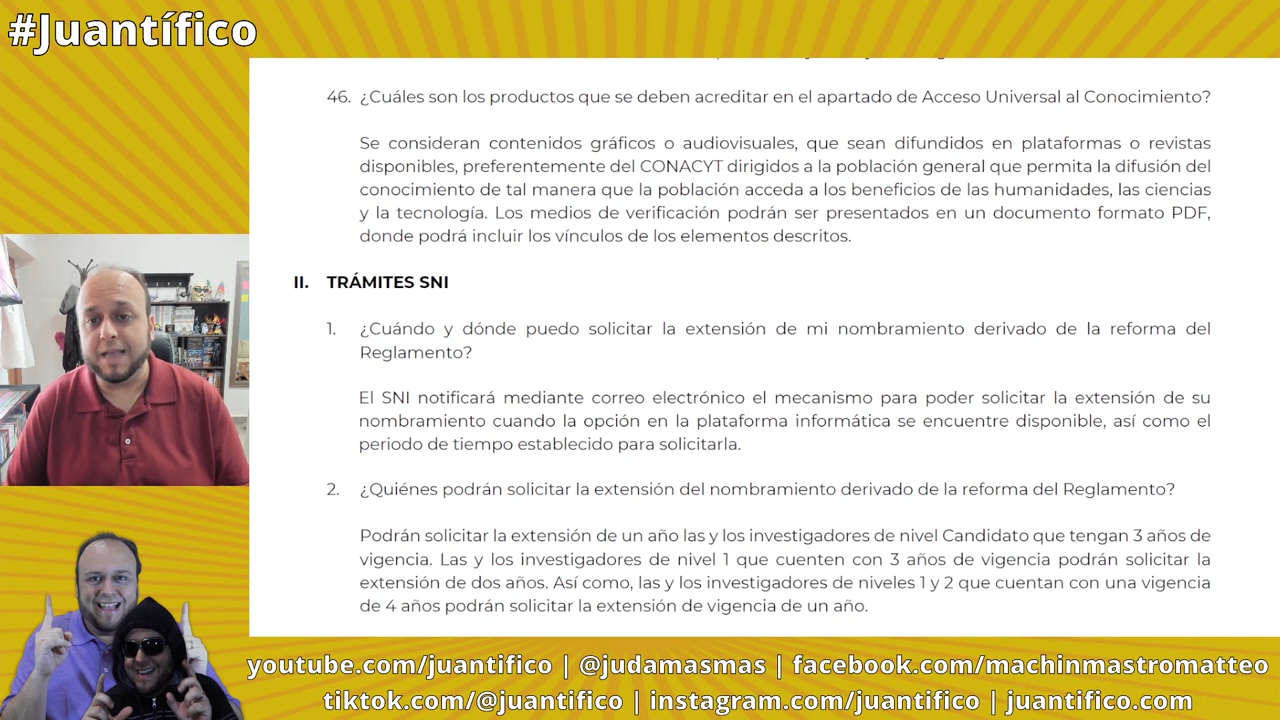 #Juantífico
46. ¿Cuáles son los productos que se deben acreditar en el apartado de Acceso Universal al Conocimiento?
Se consideran contenidos gráficos o audiovisuales, que sean difundidos en plataformas o revistas
disponibles, preferentemente del CONACYT dirigidos a la población general que permita la difusión del
conocimiento de tal manera que la población acceda a los beneficios de las humanidades, las ciencias
y la tecnología. Los medios de verificación podrán ser presentados en un documento formato PDF,
donde podrá incluir los vínculos de los elementos descritos.
II. TRÁMITES SNI
1. ¿Cuándo y dónde puedo solicitar la extensión de mi nombramiento derivado de la reforma del
Reglamento?
El SNI notificará mediante correo electrónico el mecanismo para poder solicitar la extensión de su
nombramiento cuando la opción en la plataforma informática se encuentre disponible, así como el
periodo de tiempo establecido para solicitarla.
2. ¿Quiénes podrán solicitar la extensión del nombramiento derivado de la reforma del Reglamento?
Podrán solicitar la extensión de un año las y los investigadores de nivel Candidato que tengan 3 años de
vigencia. Las y los investigadores de nivel 1 que cuenten con 3 años de vigencia podrán solicitar la
extensión de dos años. Así como, las y los investigadores de niveles 1 y 2 que cuentan con una vigencia
de 4 años podrán solicitar la extensión de vigencia de un año.
youtube.com/juantifico | @judamasmas | facebook.com/machinmastromatteo
tiktok.com/@juantifico | instagram.com/juantifico | juantifico.com